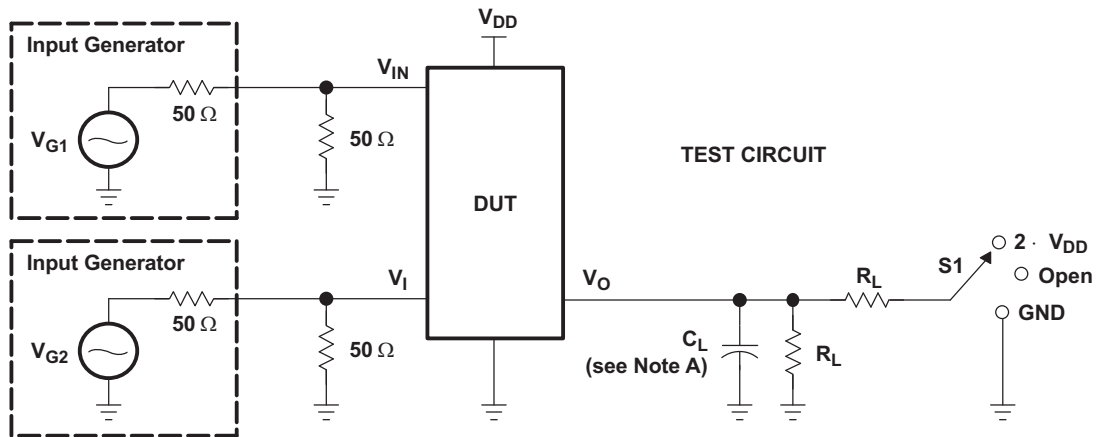 V_DD
Input Generator
V_IN
50 Ω
V_G1
50 Ω
TEST CIRCUIT
DUT
Input Generator
2 · V_DD
S1
Open
V_I
V_O
R_L
GND
50 Ω
V_G2
50 Ω
C_L
(see Note A)
R_L